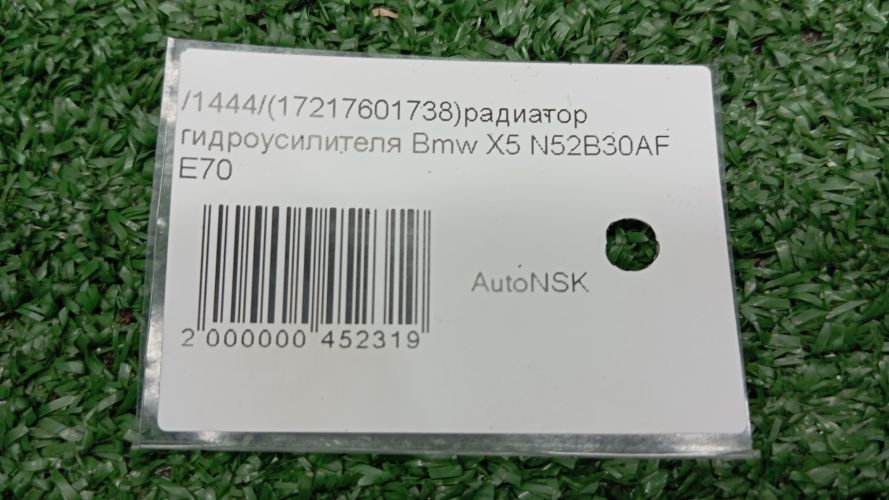 /1444/(17217601738)радиатор
гидроусилителя Bmw X5 N52B30AF
E70
AutoNSK
2 000000 452319